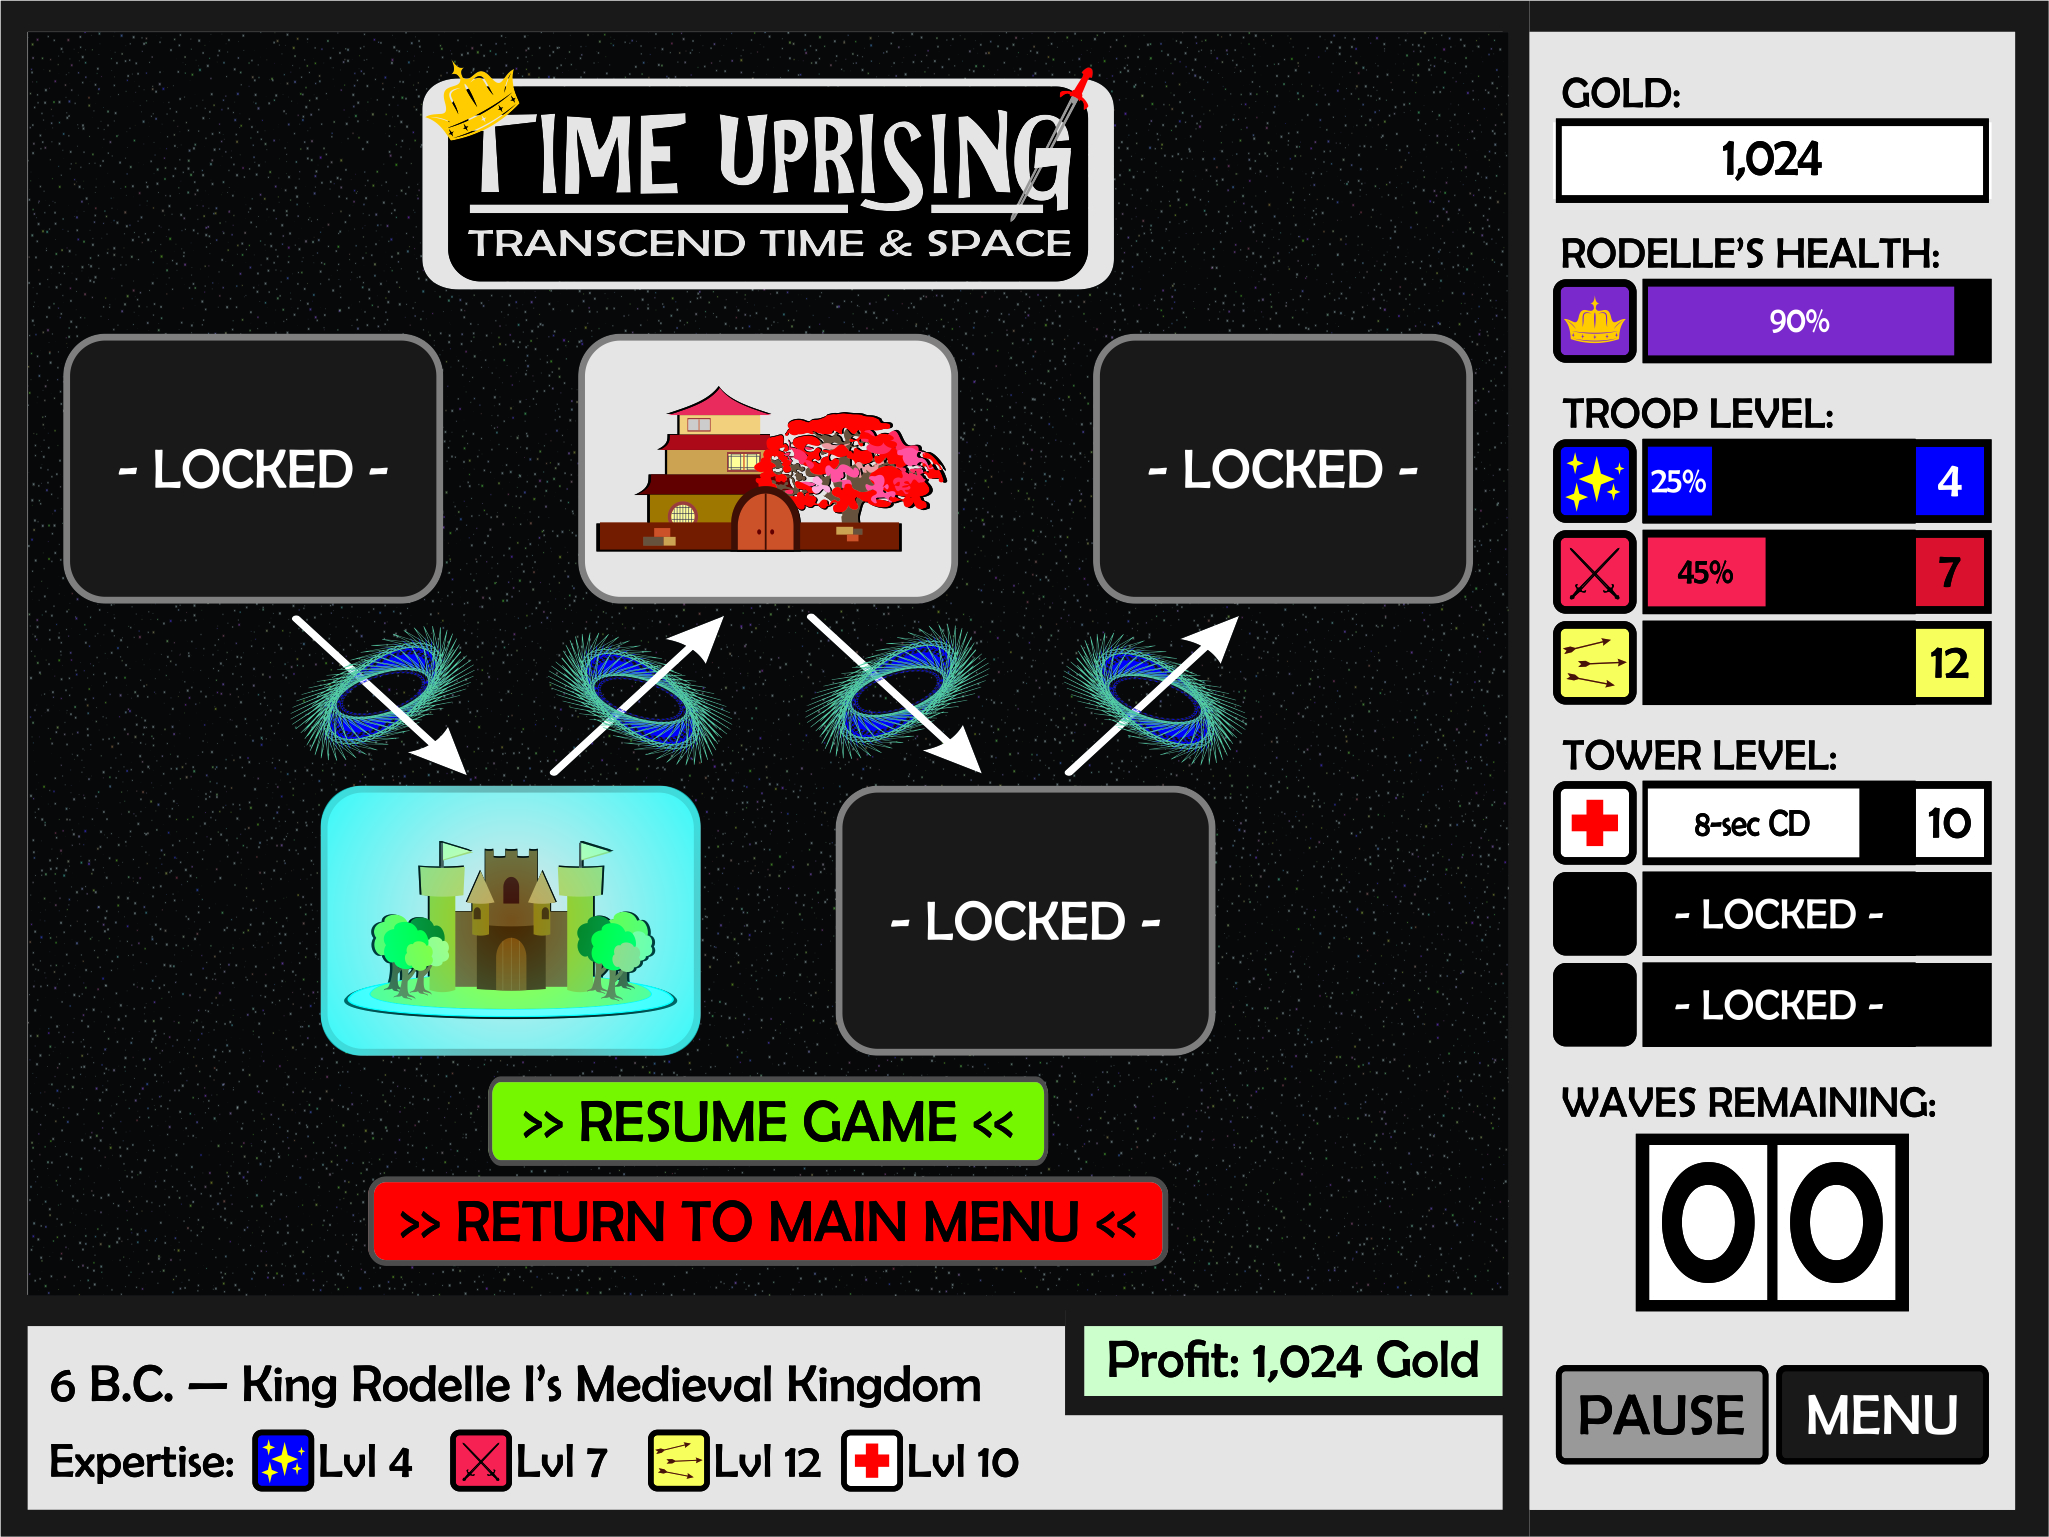 TIME UPRISING
TRANSCEND TIME & SPACE
- LOCKED -
- LOCKED -
- LOCKED -
>> RESUME GAME <<
>> RETURN TO MAIN MENU <<
6 B.C. — King Rodelle I's Medieval Kingdom
Profit: 1,024 Gold
Expertise: Lvl 4 Lvl 7 Lvl 12 Lvl 10
GOLD:
1,024
RODELLE'S HEALTH:
90%
TROOP LEVEL:
25% 4
45% 7
12
TOWER LEVEL:
8-sec CD 10
- LOCKED -
- LOCKED -
WAVES REMAINING:
00
PAUSE MENU